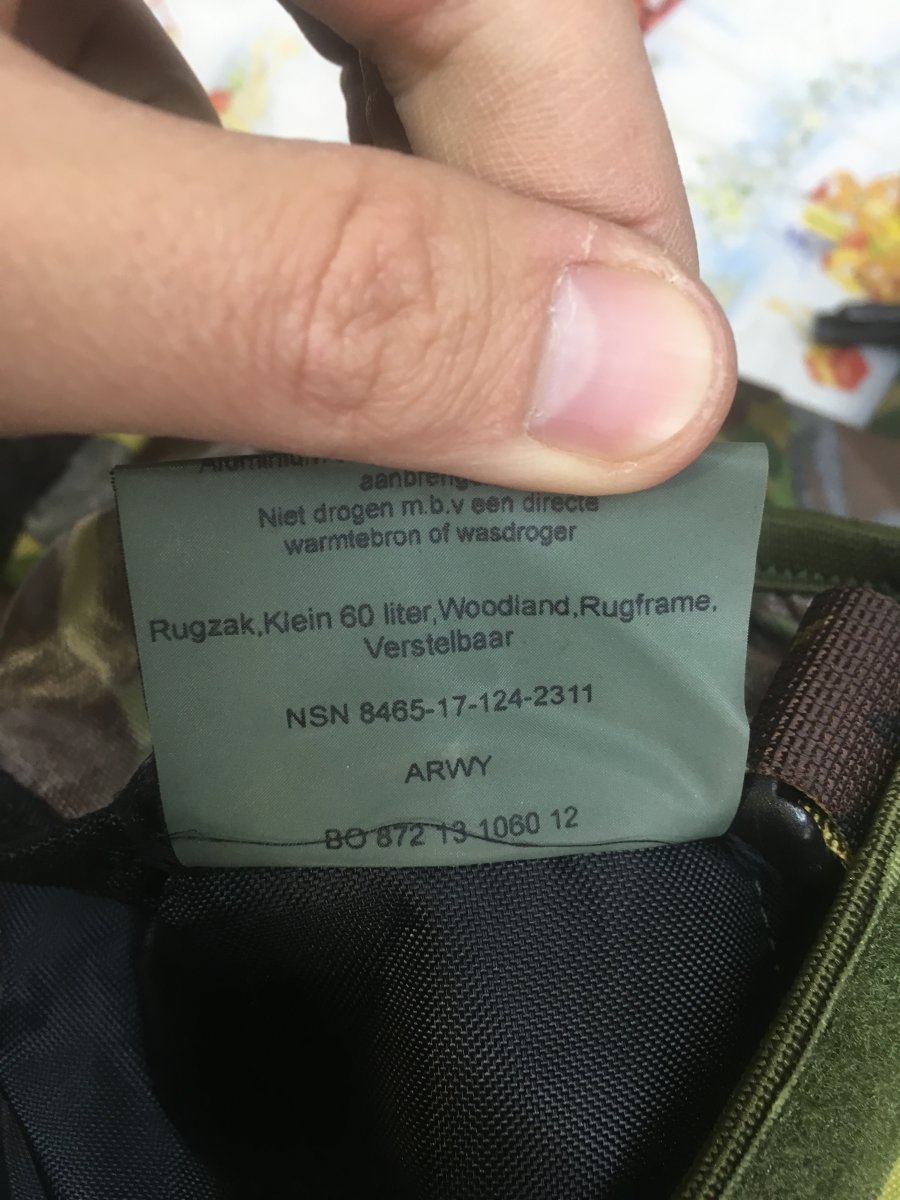 aanbreng
Niet drogen m.b.v een directe
warmtebron of wasdroger
Rugzak,Klein 60 liter,Woodland,Rugframe,
Verstelbaar
NSN 8465-17-124-2311
ARWY
BO 872 13 1060 12